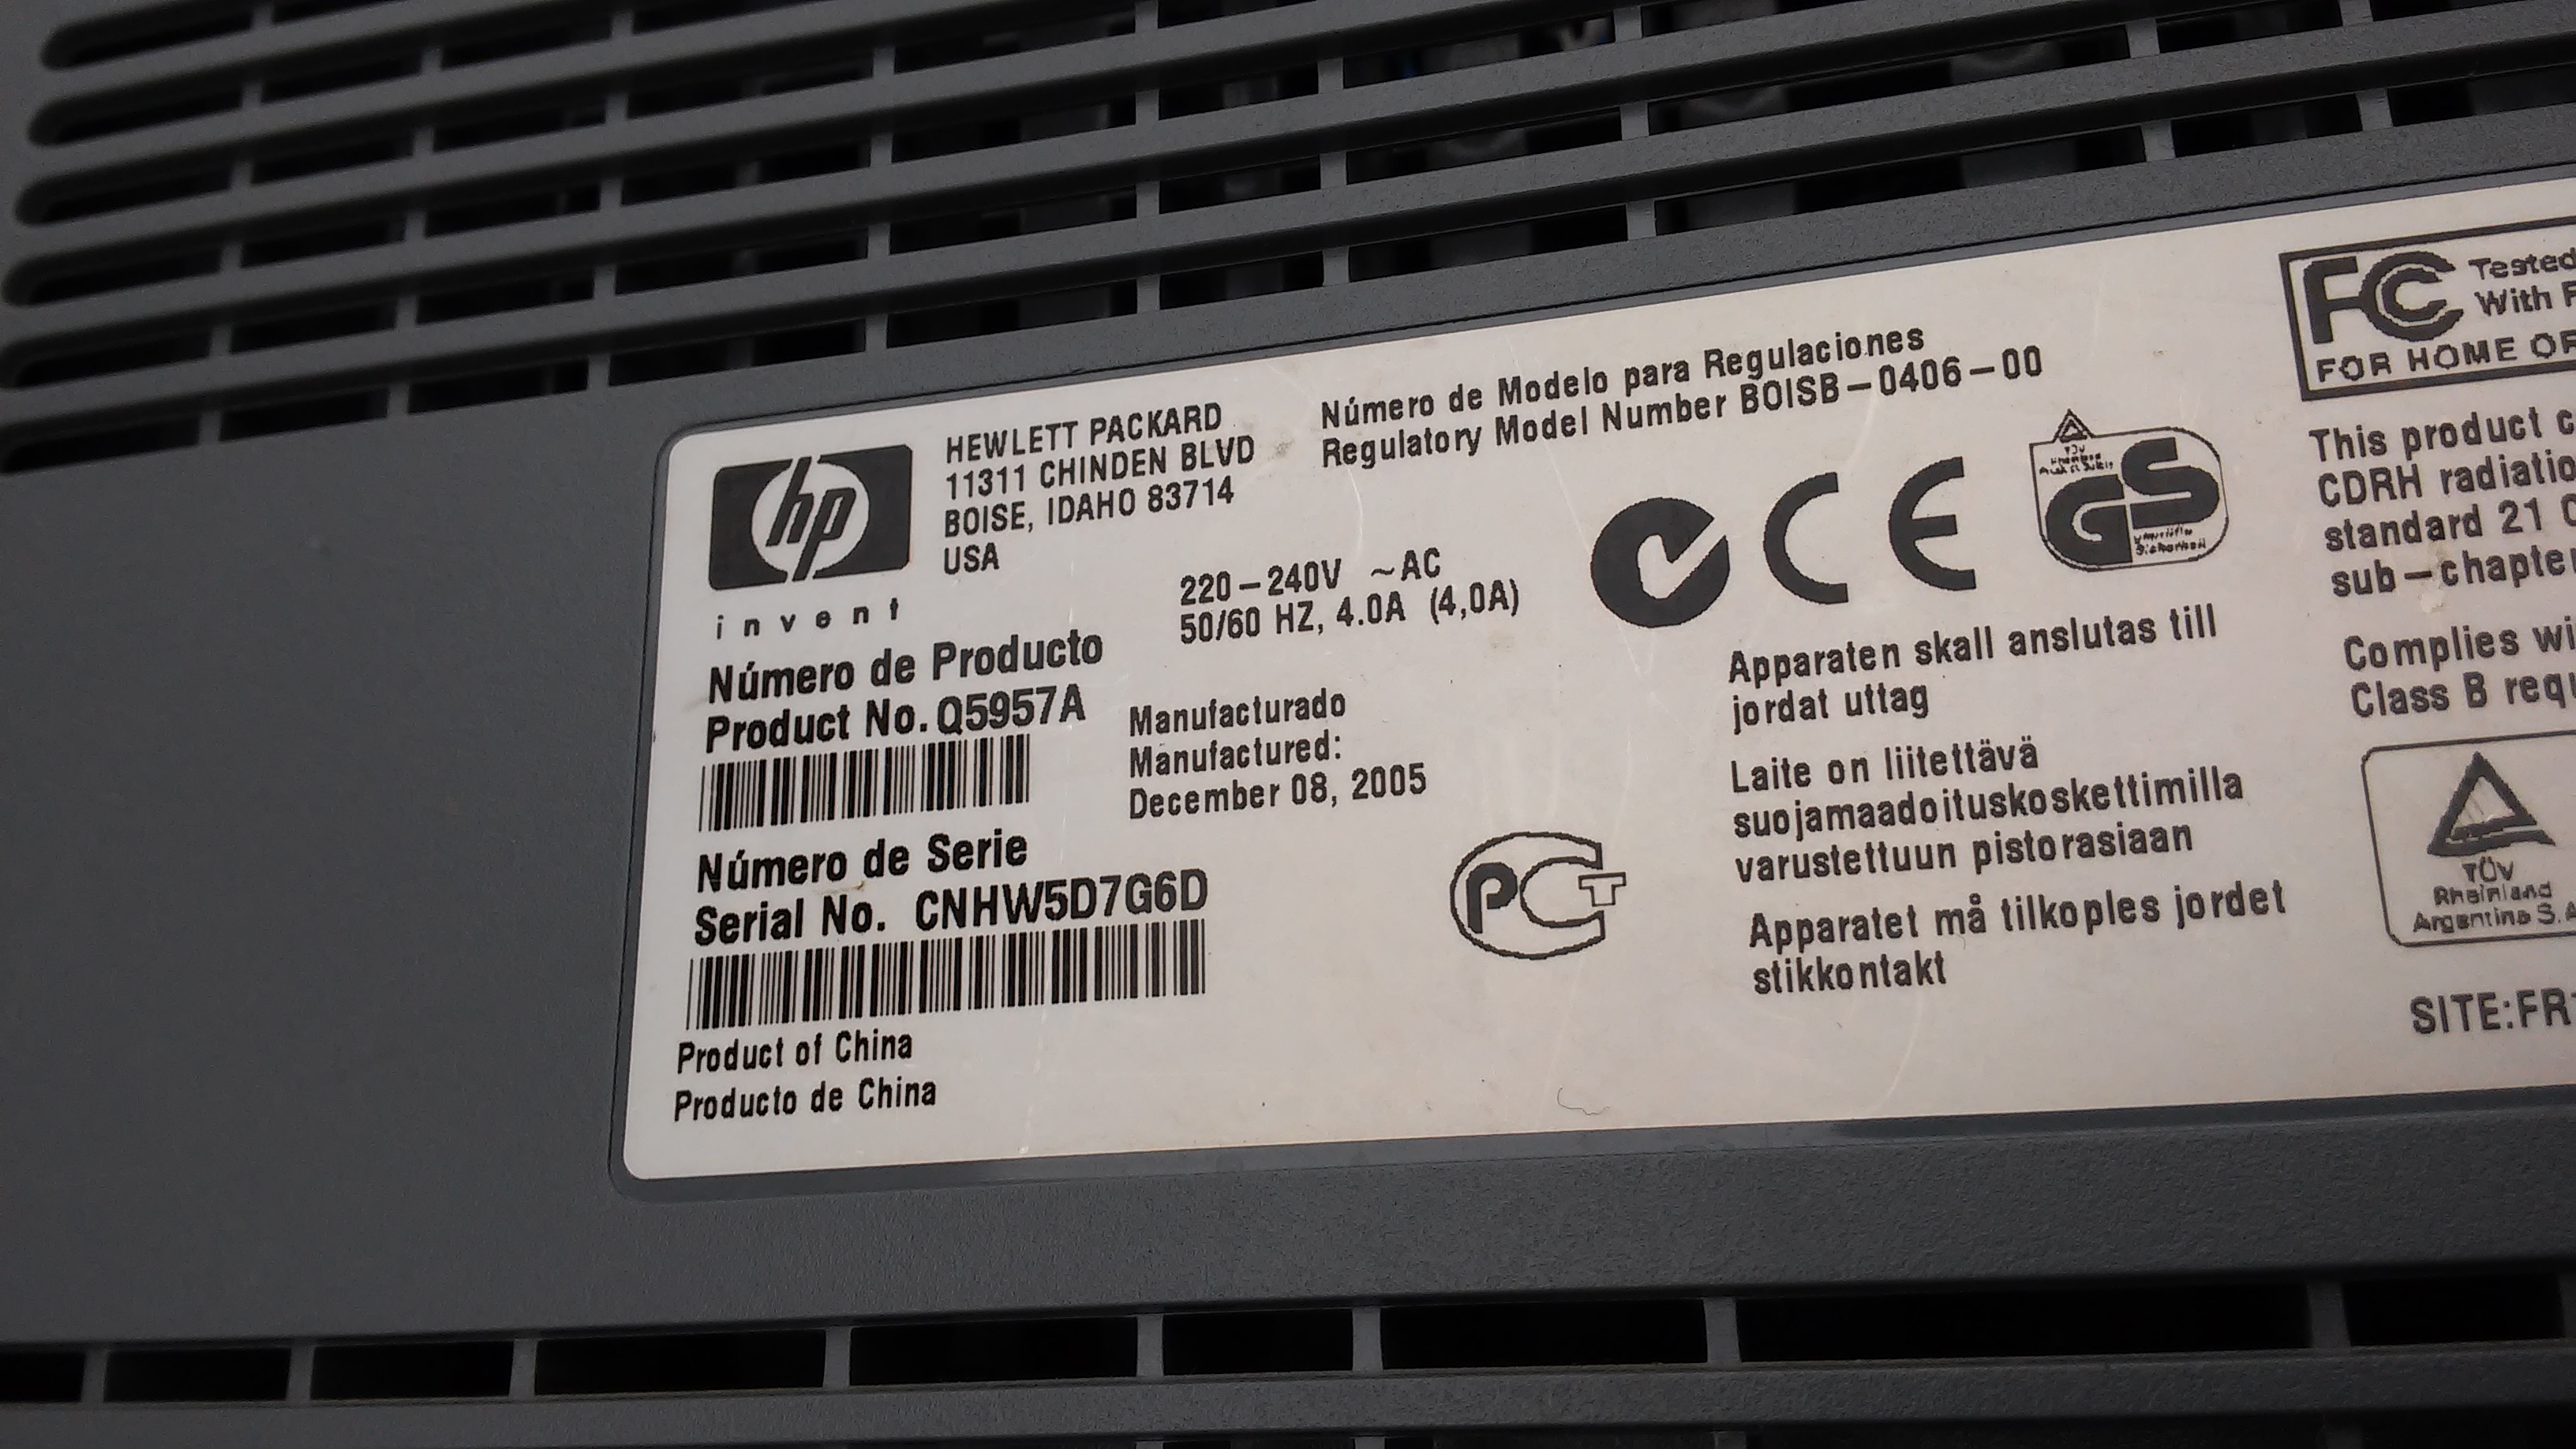 hp
invent
HEWLETT PACKARD
11311 CHINDEN BLVD
BOISE, IDAHO 83714
USA
Número de Modelo para Regulaciones
Regulatory Model Number BOISB-0406-00
220-240V ~AC
50/60 HZ, 4.0A (4,0A)
Número de Producto
Product No. Q5957A
Manufacturado
Manufactured:
December 08, 2005
Número de Serie
Serial No. CNHW5D7G6D
Product of China
Producto de China
CE
GS
PCT
Apparaten skall anslutas till
jordat uttag
Laite on liitettävä
suojamaadoituskoskettimilla
varustettuun pistorasiaan
Apparatet må tilkoples jordet
stikkontakt
FC Tested
With
FOR HOME
This product
CDRH
standard 21
Complies
Class B
TÜV
Rheinland
Argentina S.A
SITE:FR